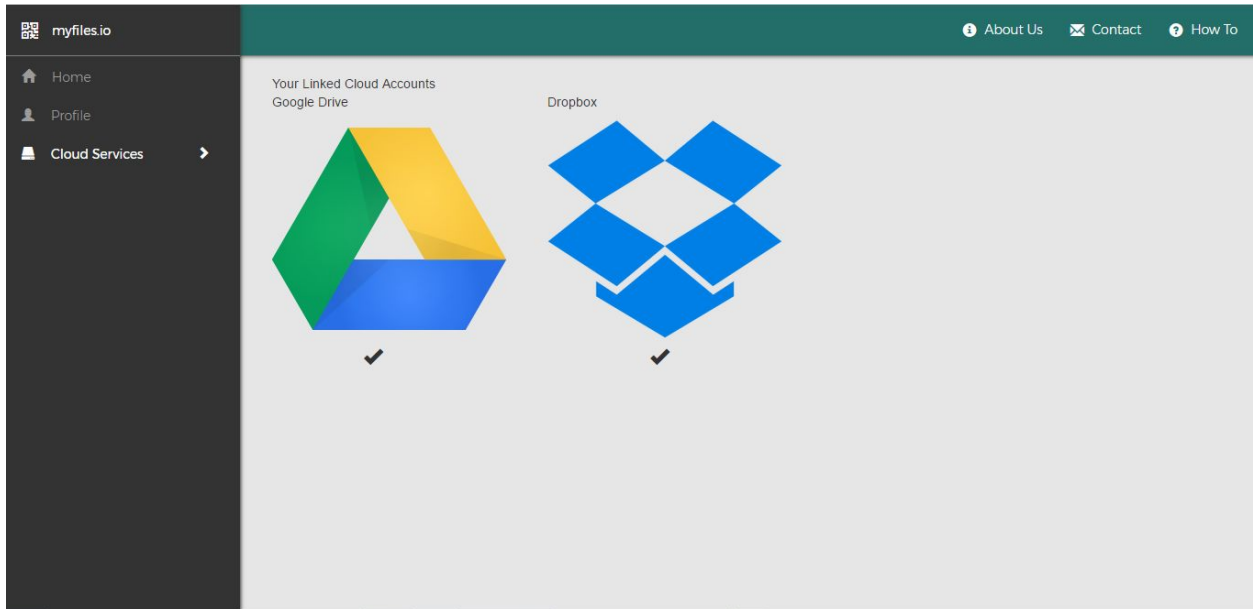 myfiles.io
About Us Contact How To
Home
Profile
Cloud Services
Your Linked Cloud Accounts
Google Drive Dropbox